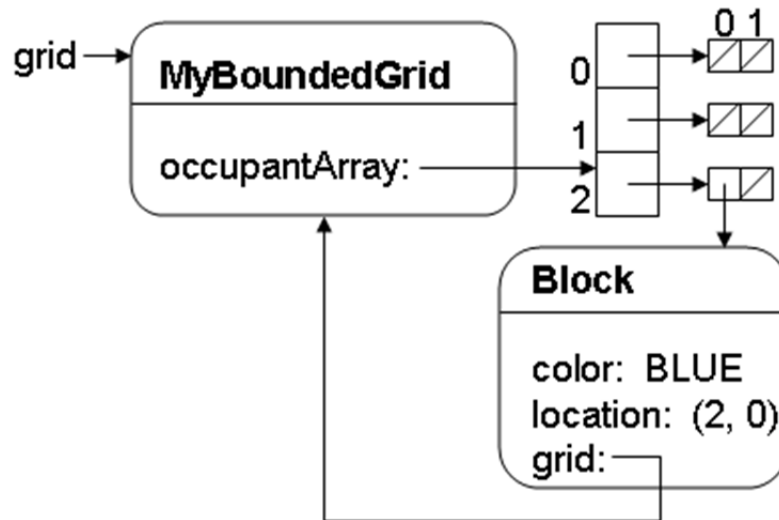 0 1
grid
MyBoundedGrid
0
1
occupantArray:
2
Block
color: BLUE
location: (2, 0)
grid: